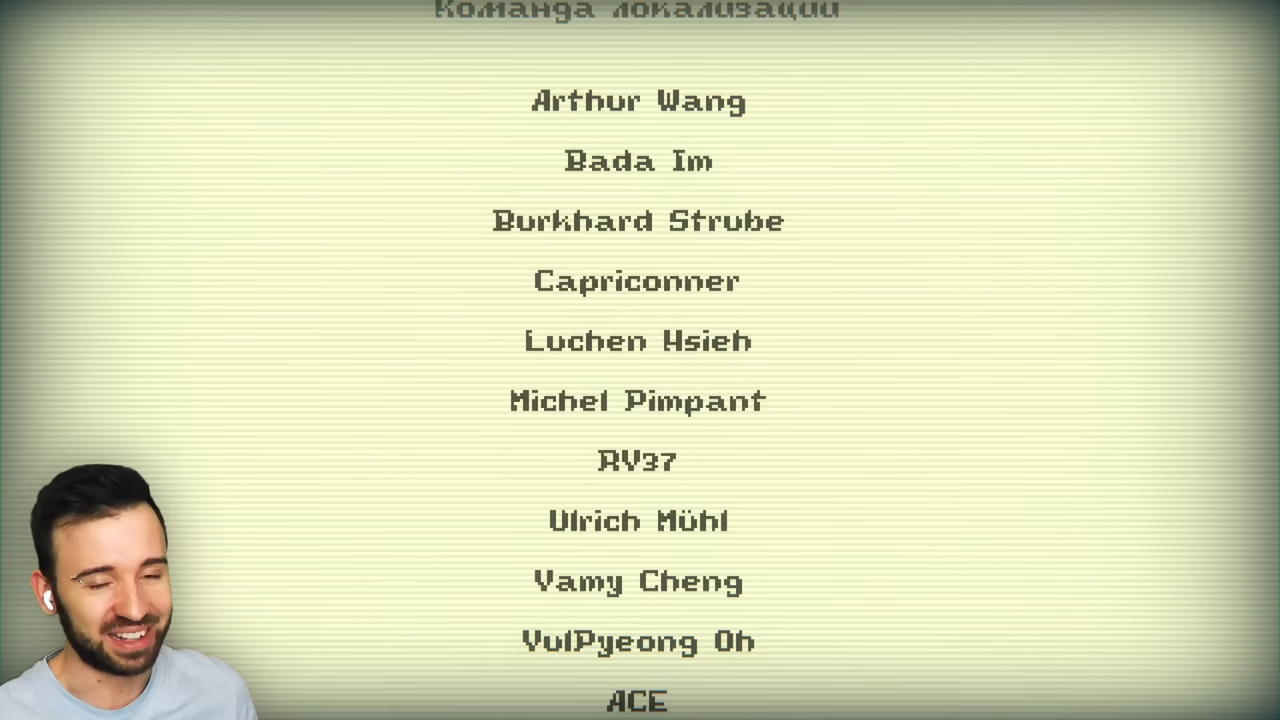 Команда локализации
Arthur Wang
Bada Im
Burkhard Strube
Capriconner
Luchen Hsieh
Michel Pimpant
RV37
Ulrich Mühl
Vamy Cheng
VulPyeong Oh
ACE